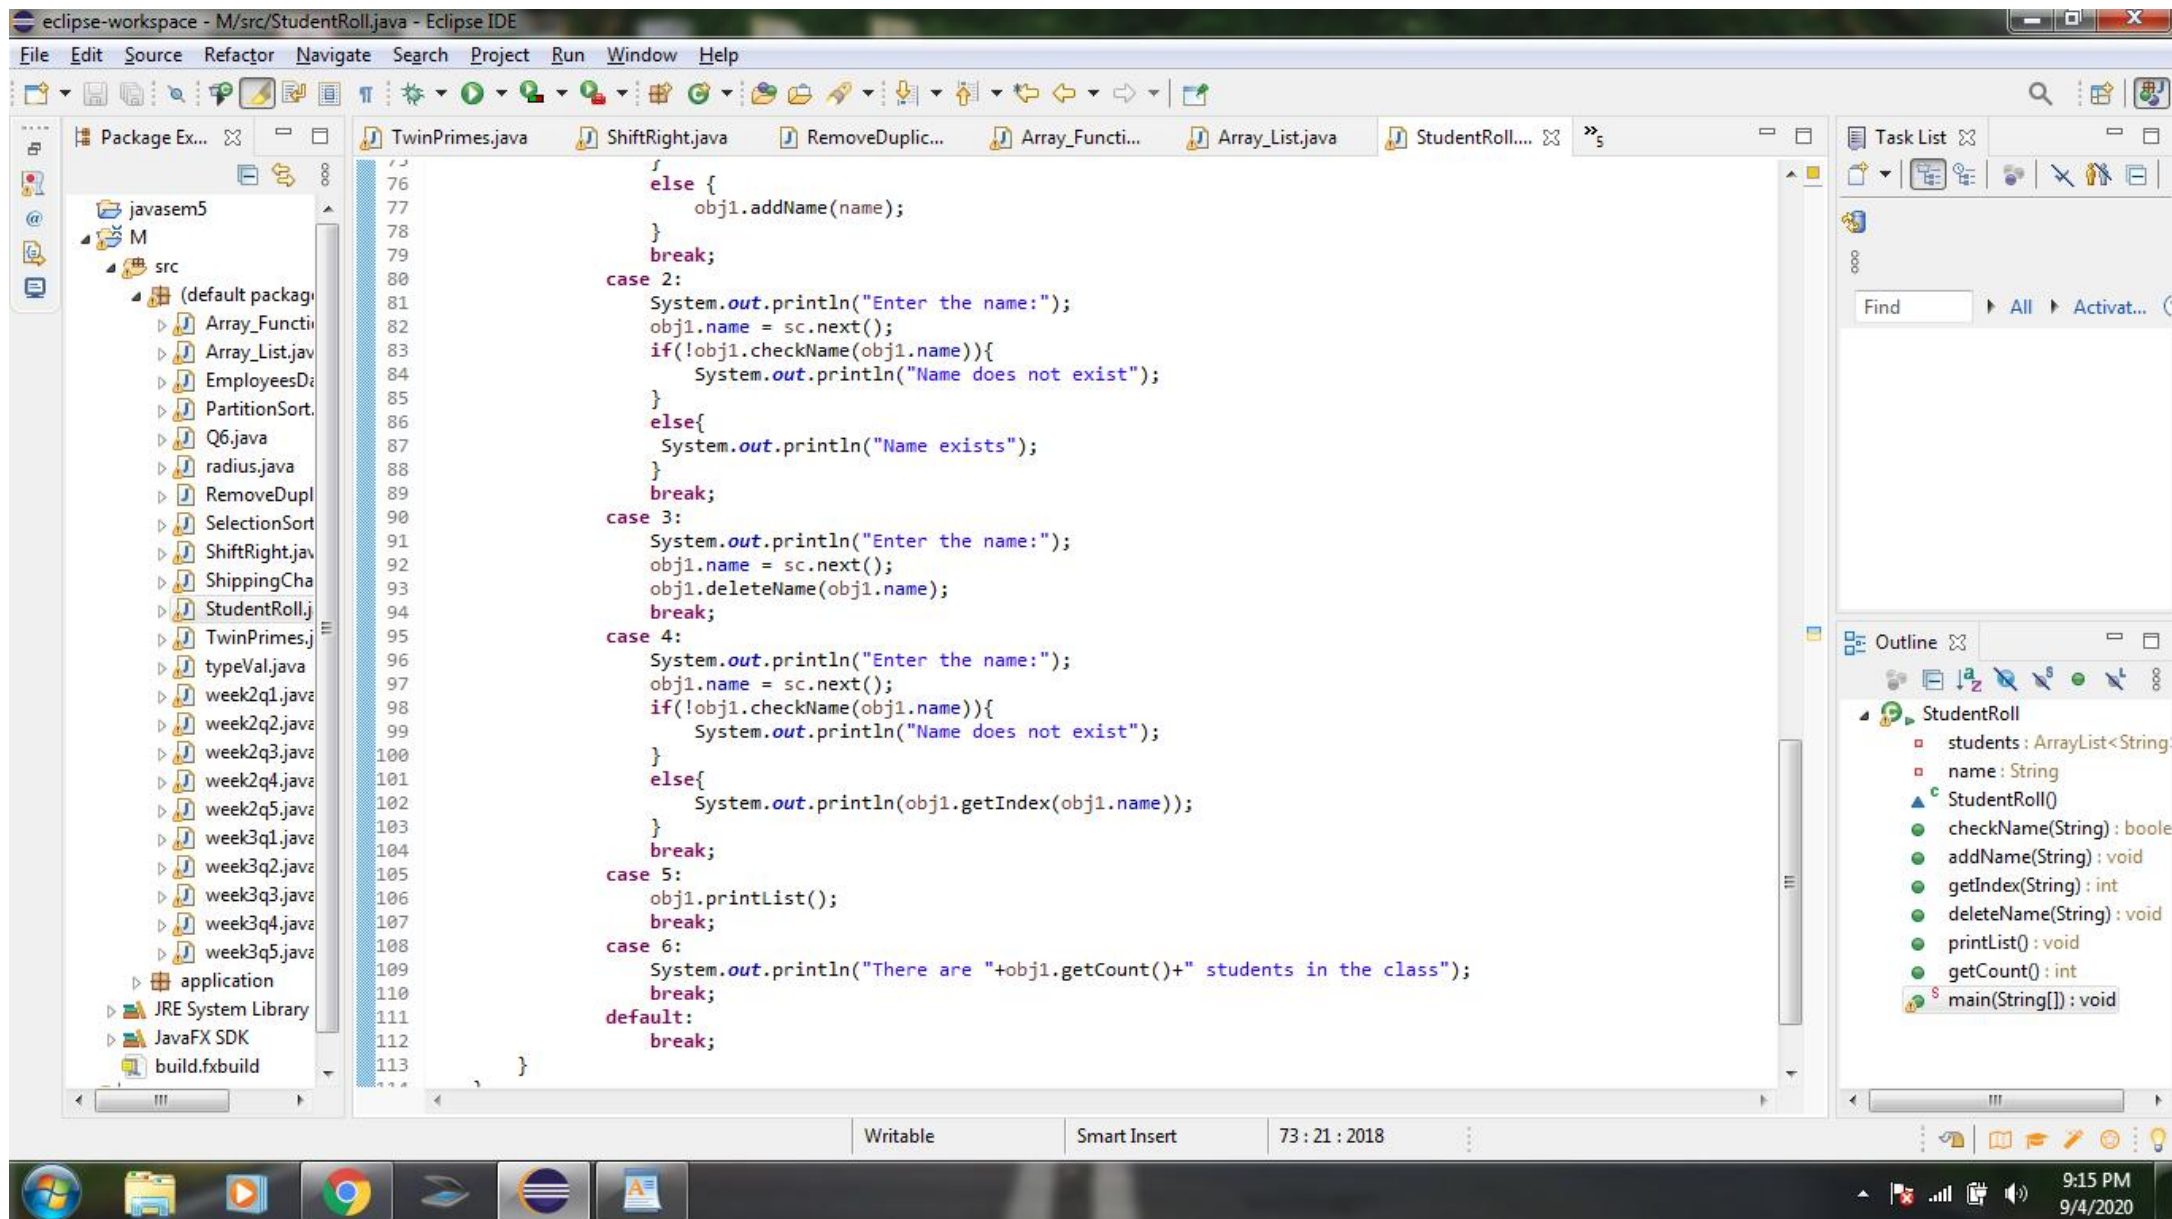 eclipse-workspace - M/src/StudentRoll.java - Eclipse IDE
File Edit Source Refactor Navigate Search Project Run Window Help
Package Ex...
TwinPrimes.java
ShiftRight.java
RemoveDuplic...
Array_Functi...
Array_List.java
StudentRoll....
»5
Task List
javasem5
M
src
(default packag
Array_Functi
Array_List.jav
EmployeesDa
PartitionSort.
Q6.java
radius.java
RemoveDupl
SelectionSort
ShiftRight.jav
ShippingCha
StudentRoll.j
TwinPrimes.j
typeVal.java
week2q1.java
week2q2.java
week2q3.java
week2q4.java
week2q5.java
week3q1.java
week3q2.java
week3q3.java
week3q4.java
week3q5.java
application
JRE System Library
JavaFX SDK
build.fxbuild
75 }
76 else {
77 obj1.addName(name);
78 }
79 break;
80 case 2:
81 System.out.println("Enter the name:");
82 obj1.name = sc.next();
83 if(!obj1.checkName(obj1.name)){
84 System.out.println("Name does not exist");
85 }
86 else{
87 System.out.println("Name exists");
88 }
89 break;
90 case 3:
91 System.out.println("Enter the name:");
92 obj1.name = sc.next();
93 obj1.deleteName(obj1.name);
94 break;
95 case 4:
96 System.out.println("Enter the name:");
97 obj1.name = sc.next();
98 if(!obj1.checkName(obj1.name)){
99 System.out.println("Name does not exist");
100 }
101 else{
102 System.out.println(obj1.getIndex(obj1.name));
103 }
104 break;
105 case 5:
106 obj1.printList();
107 break;
108 case 6:
109 System.out.println("There are "+obj1.getCount()+" students in the class");
110 break;
111 default:
112 break;
113 }
Find All Activat...
Outline
StudentRoll
students : ArrayList<String>
name : String
StudentRoll()
checkName(String) : boole
addName(String) : void
getIndex(String) : int
deleteName(String) : void
printList() : void
getCount() : int
main(String[]) : void
Writable
Smart Insert
73 : 21 : 2018
9:15 PM
9/4/2020